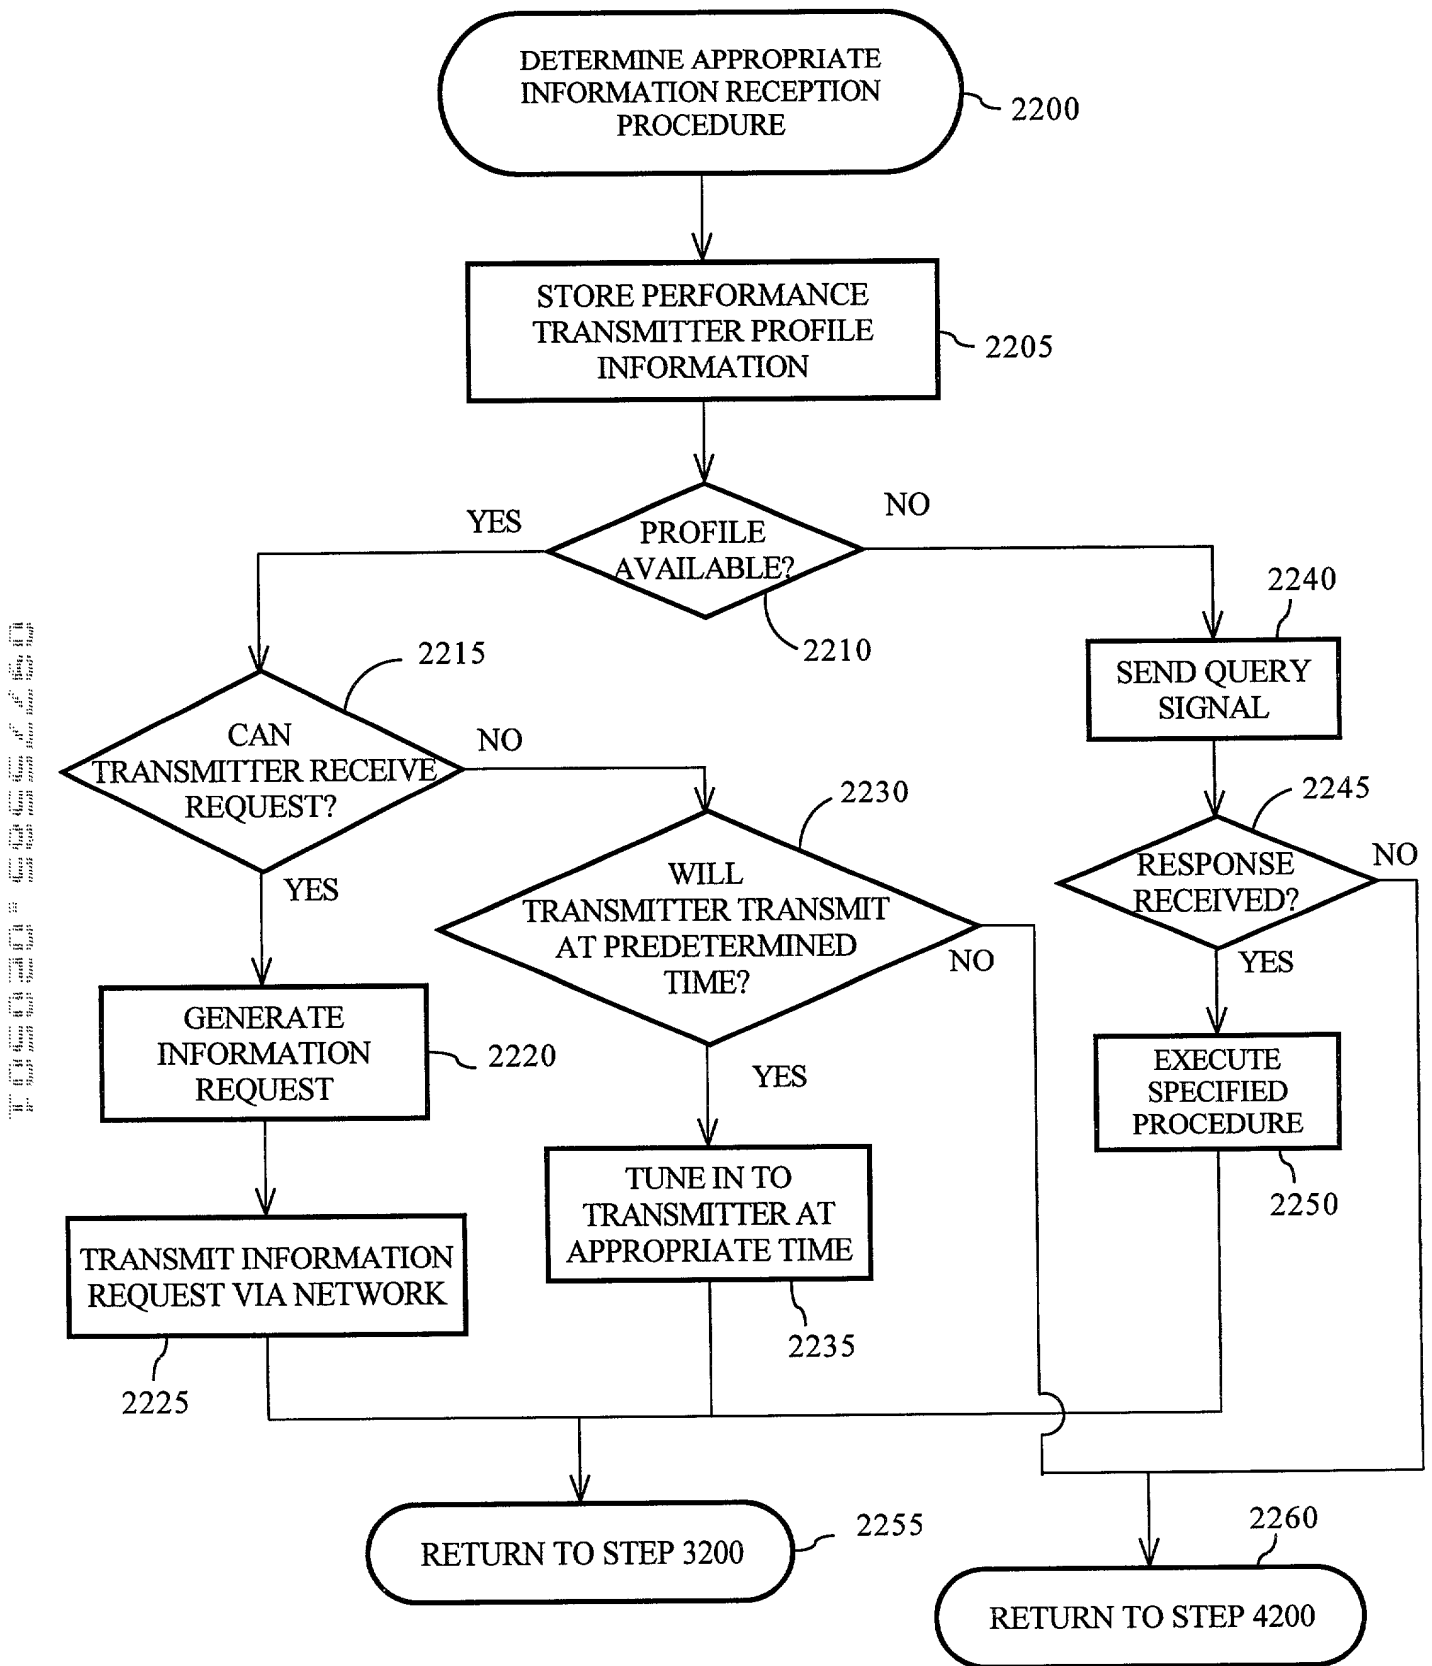 DETERMINE APPROPRIATE
INFORMATION RECEPTION
PROCEDURE
2200
STORE PERFORMANCE
TRANSMITTER PROFILE
INFORMATION
2205
YES
PROFILE
AVAILABLE?
NO
2210
2215
CAN
TRANSMITTER RECEIVE
REQUEST?
NO
YES
2240
SEND QUERY
SIGNAL
2230
WILL
TRANSMITTER TRANSMIT
AT PREDETERMINED
TIME?
NO
YES
2245
RESPONSE
RECEIVED?
NO
YES
GENERATE
INFORMATION
REQUEST
2220
EXECUTE
SPECIFIED
PROCEDURE
2250
TRANSMIT INFORMATION
REQUEST VIA NETWORK
2225
TUNE IN TO
TRANSMITTER AT
APPROPRIATE TIME
2235
RETURN TO STEP 3200
2255
2260
RETURN TO STEP 4200